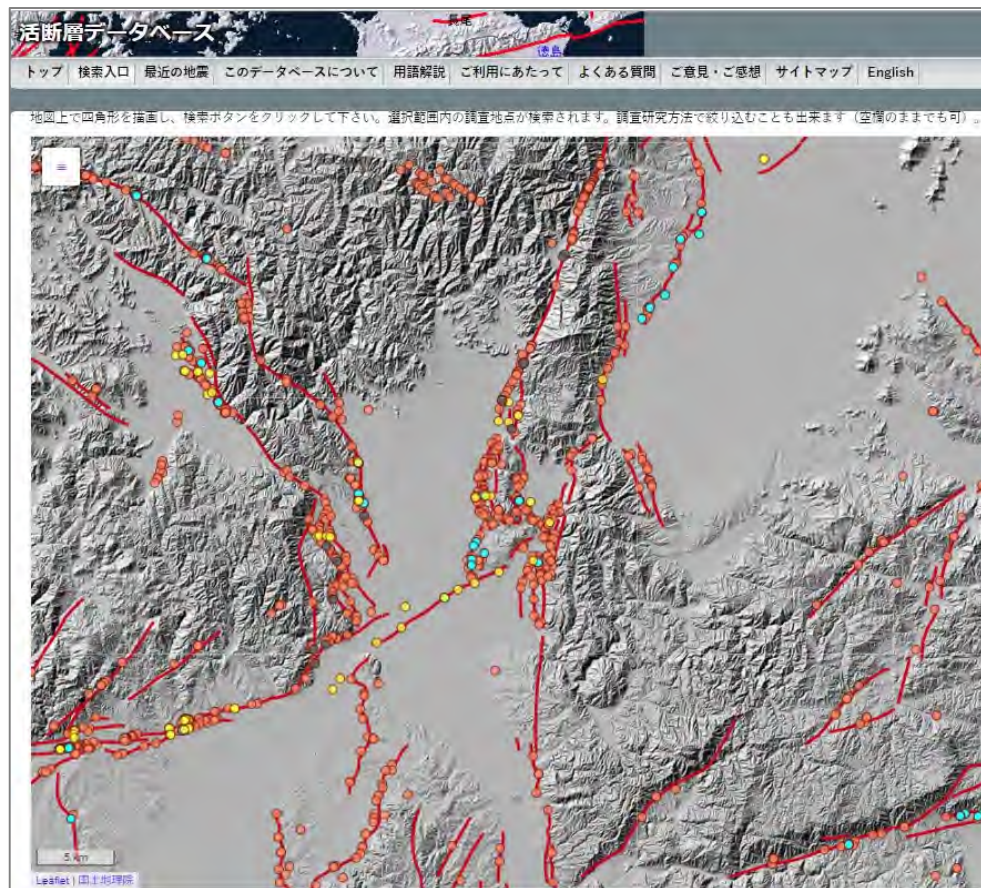 長尾
活断層データベース
徳島
トップ 検索入口 最近の地震 このデータベースについて 用語解説 ご利用にあたって よくある質問 ご意見・ご感想 サイトマップ English
地図上で四角形を描画し、検索ボタンをクリックして下さい。選択範囲内の調査地点が検索されます。調査研究方法で絞り込むことも出来ます（空欄のままでも可）。
5 km
Leaflet | 国土地理院